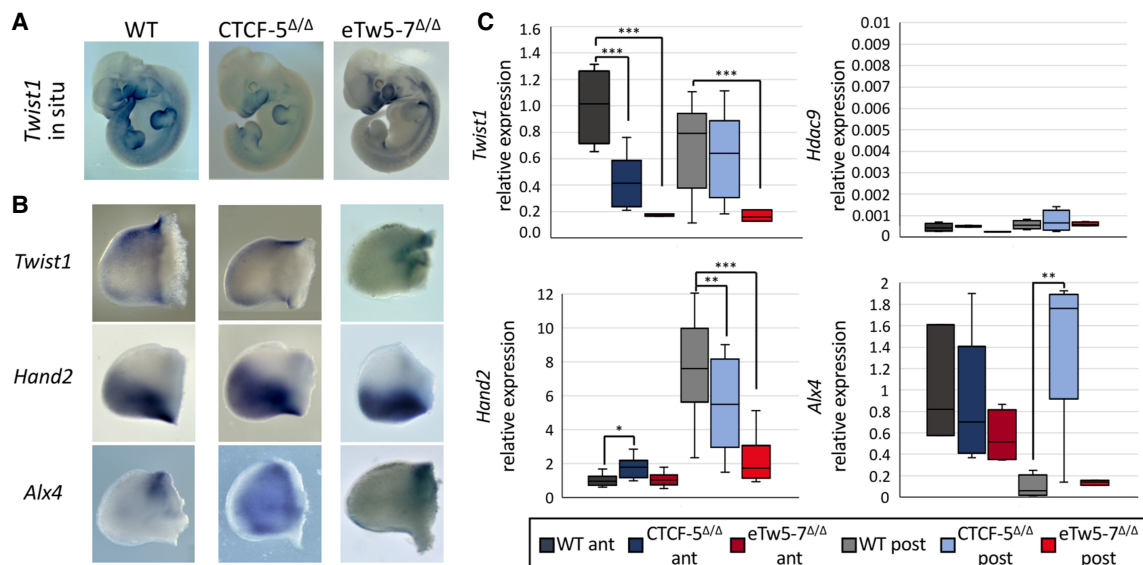 A
WT
CTCF-5Δ/Δ
eTw5-7Δ/Δ
Twist1
in situ
B
Twist1
Hand2
Alx4
C
Twist1
relative expression
1.6
1.4
1.2
1.0
0.8
0.6
0.4
0.2
0.0
***
***
***
Hdac9
relative expression
0.01
0.009
0.008
0.007
0.006
0.005
0.004
0.003
0.002
0.001
0
Hand2
relative expression
12
10
8
6
4
2
0
*
***
**
Alx4
relative expression
2
1.8
1.6
1.4
1.2
1
0.8
0.6
0.4
0.2
0
**
WT ant
CTCF-5Δ/Δ
ant
eTw5-7Δ/Δ
ant
WT post
CTCF-5Δ/Δ
post
eTw5-7Δ/Δ
post